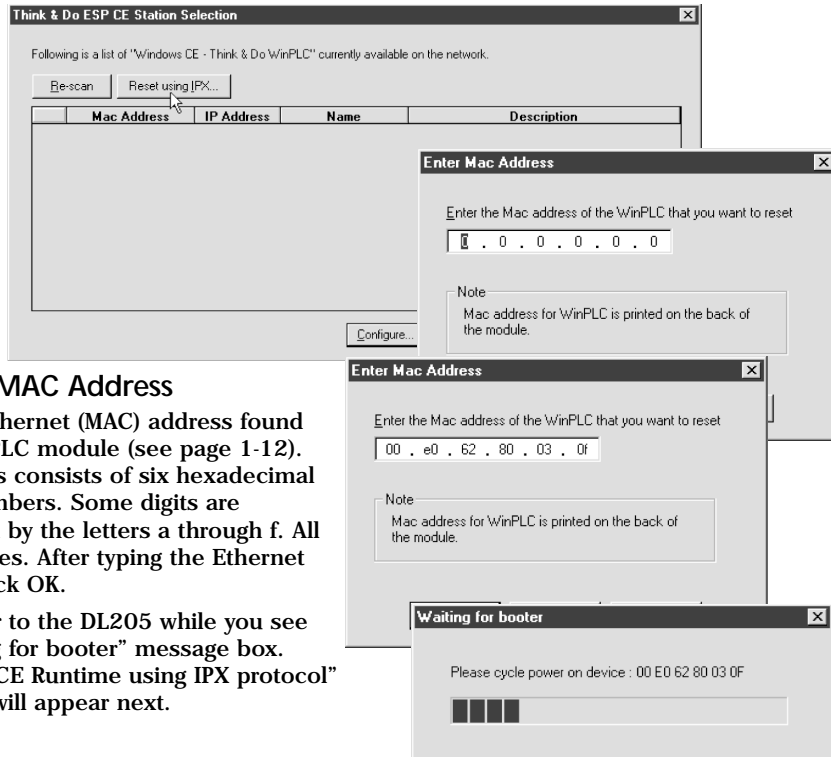 Think & Do ESP CE Station Selection
Following is a list of "Windows CE - Think & Do WinPLC" currently available on the network.
Re-scan
Reset using IPX...
Mac Address IP Address Name Description
Configure...
Enter Mac Address
Enter the Mac address of the WinPLC that you want to reset
0 . 0 . 0 . 0 . 0 . 0
Note
Mac address for WinPLC is printed on the back of
the module.
MAC Address
hernet (MAC) address found
LC module (see page 1-12).
s consists of six hexadecimal
nbers. Some digits are
by the letters a through f. All
es. After typing the Ethernet
ck OK.
r to the DL205 while you see
g for booter" message box.
CE Runtime using IPX protocol"
will appear next.
Enter Mac Address
Enter the Mac address of the WinPLC that you want to reset
00 . e0 . 62 . 80 . 03 . 0f
Note
Mac address for WinPLC is printed on the back of
the module.
Waiting for booter
Please cycle power on device : 00 E0 62 80 03 0F